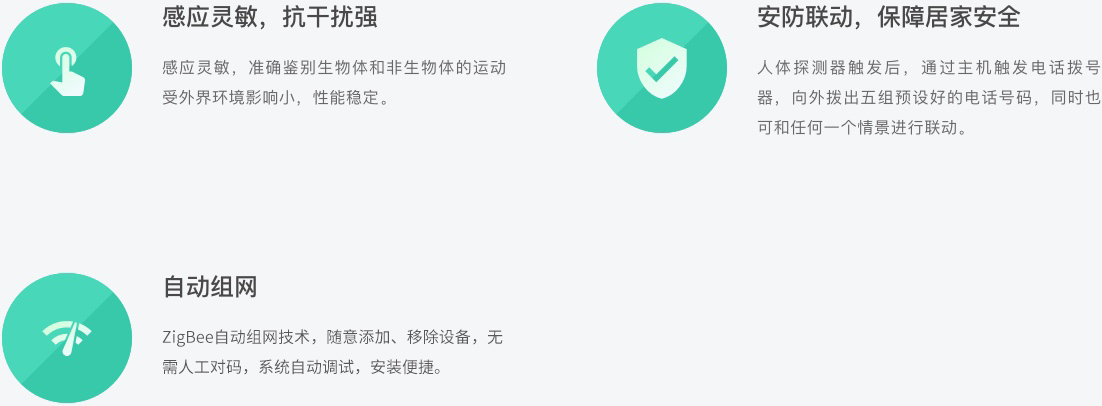 感应灵敏，抗干扰强
感应灵敏，准确鉴别生物体和非生物体的运动
受外界环境影响小，性能稳定。
安防联动，保障居家安全
人体探测器触发后，通过主机触发电话拨号
器，向外拨出五组预设好的电话号码，同时也
可和任何一个情景进行联动。
自动组网
ZigBee自动组网技术，随意添加、移除设备，无
需人工对码，系统自动调试，安装便捷。